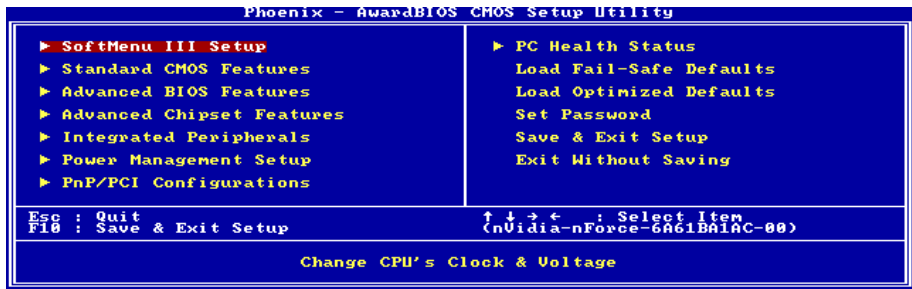 Phoenix - AwardBIOS CMOS Setup Utility
SoftMenu III Setup
Standard CMOS Features
Advanced BIOS Features
Advanced Chipset Features
Integrated Peripherals
Power Management Setup
PnP/PCI Configurations
PC Health Status
Load Fail-Safe Defaults
Load Optimized Defaults
Set Password
Save & Exit Setup
Exit Without Saving
Esc : Quit
F10 : Save & Exit Setup
↑ ↓ → ← : Select Item
(nVidia-nForce-6A61BA1AC-00)
Change CPU's Clock & Voltage